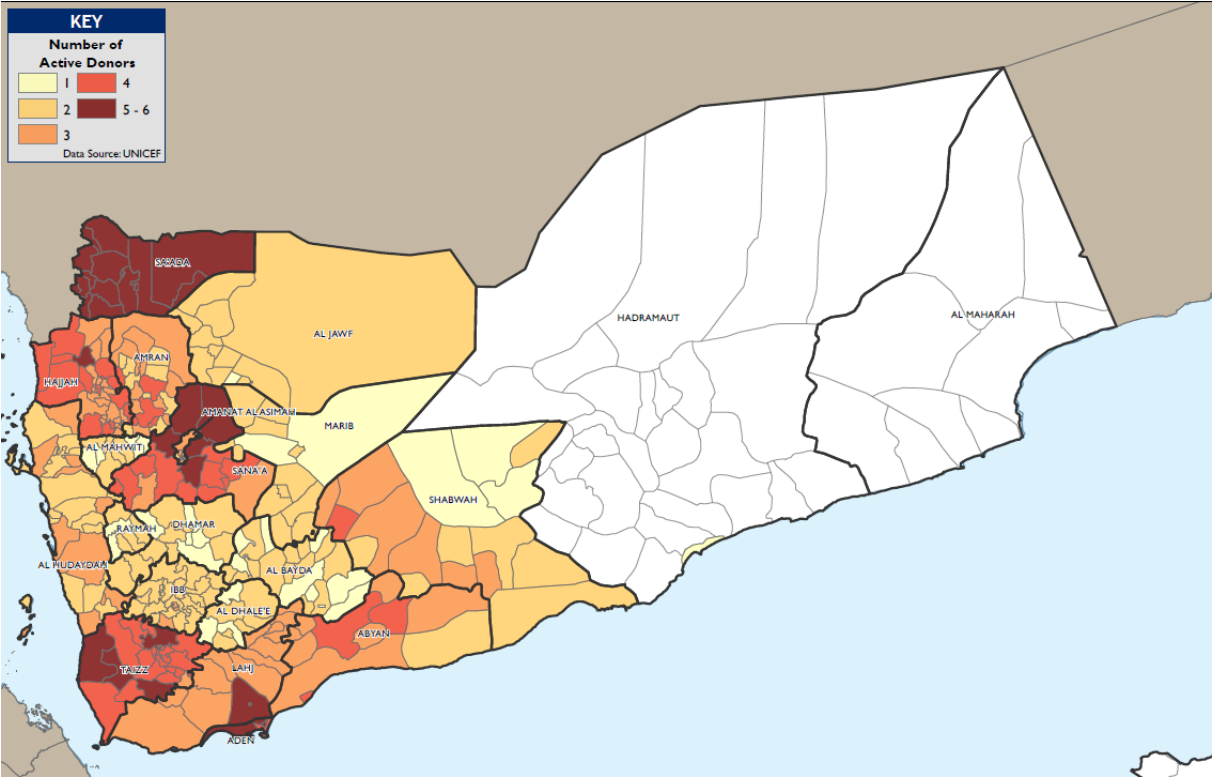 KEY
Number of
Active Donors
1 4
2 5 - 6
3
Data Source: UNICEF
SA'ADA
AL JAWF
HADRAMAUT
AL MAHARAH
AMRAN
HAJJAH
AMANAT AL ASIMAH
MARIB
AL MAHWIT
SANA'A
SHABWAH
RAYMAH
DHAMAR
AL HUDAYDAH
AL BAYDA
IBB
AL DHALE'E
ABYAN
TAIZZ
LAHJ
ADEN